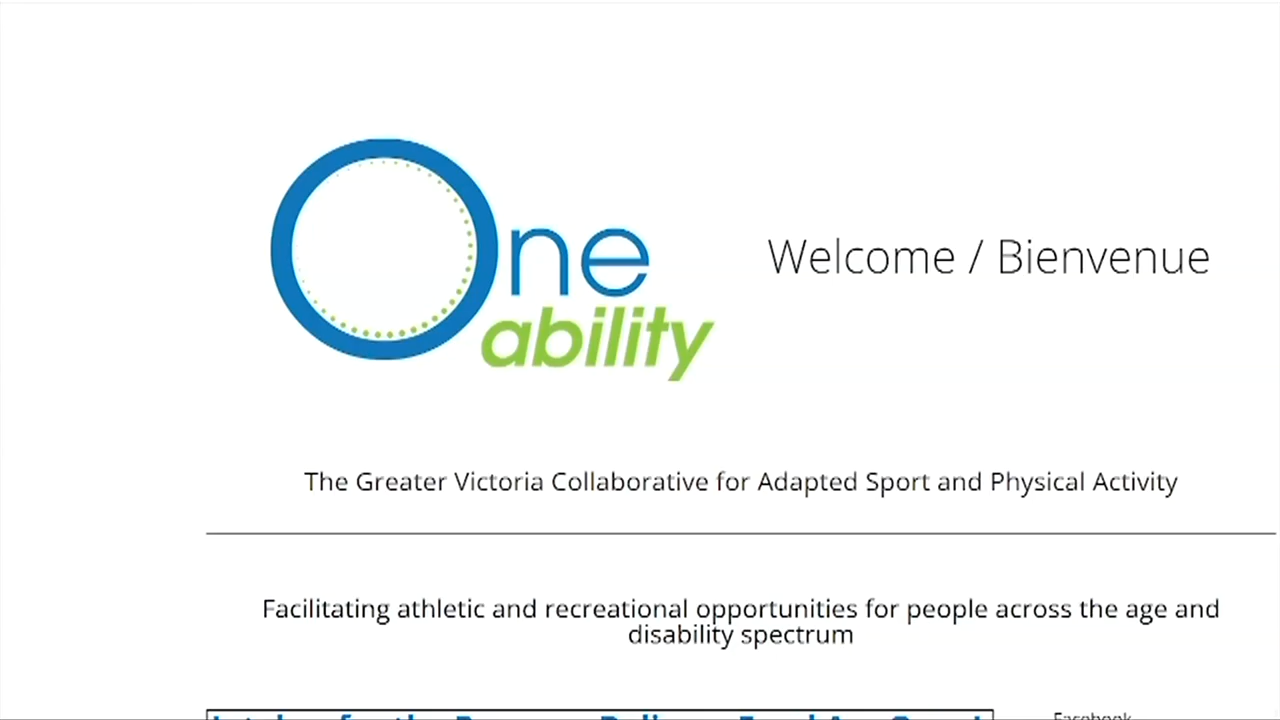 One
ability
Welcome / Bienvenue
The Greater Victoria Collaborative for Adapted Sport and Physical Activity
Facilitating athletic and recreational opportunities for people across the age and
disability spectrum
Facebook